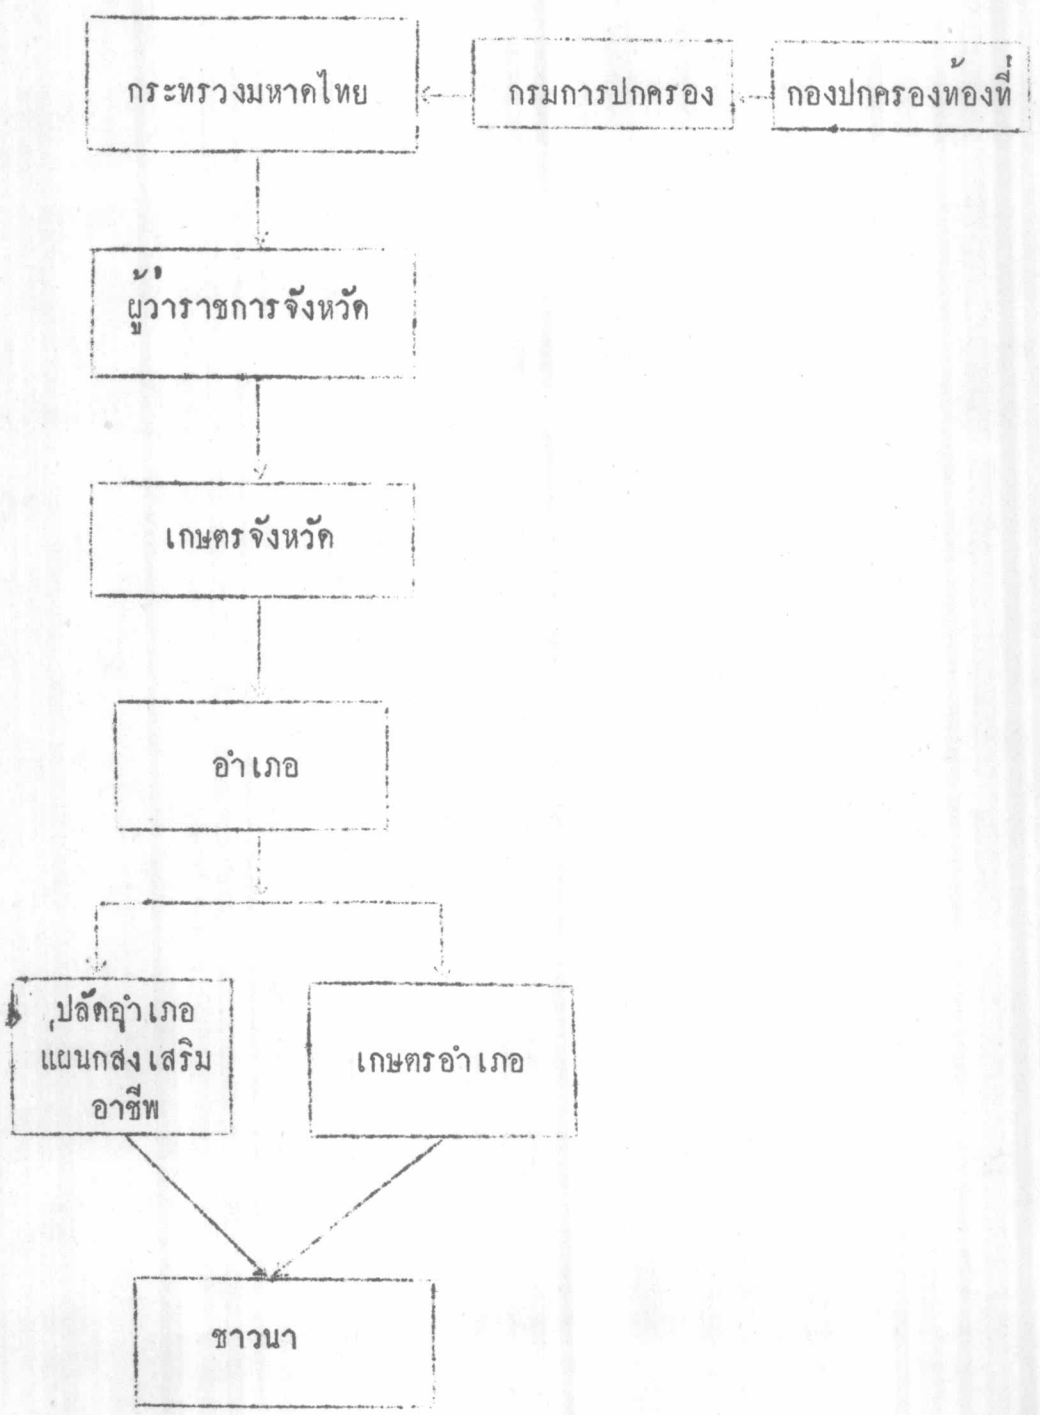 กระทรวงมหาดไทย
กรมการปกครอง
กองปกครองท้องที่
ผู้ว่าราชการจังหวัด
เกษตรจังหวัด
อำเภอ
ปลัดอำเภอ
แผนกส่งเสริม
อาชีพ
เกษตรอำเภอ
ชาวนา